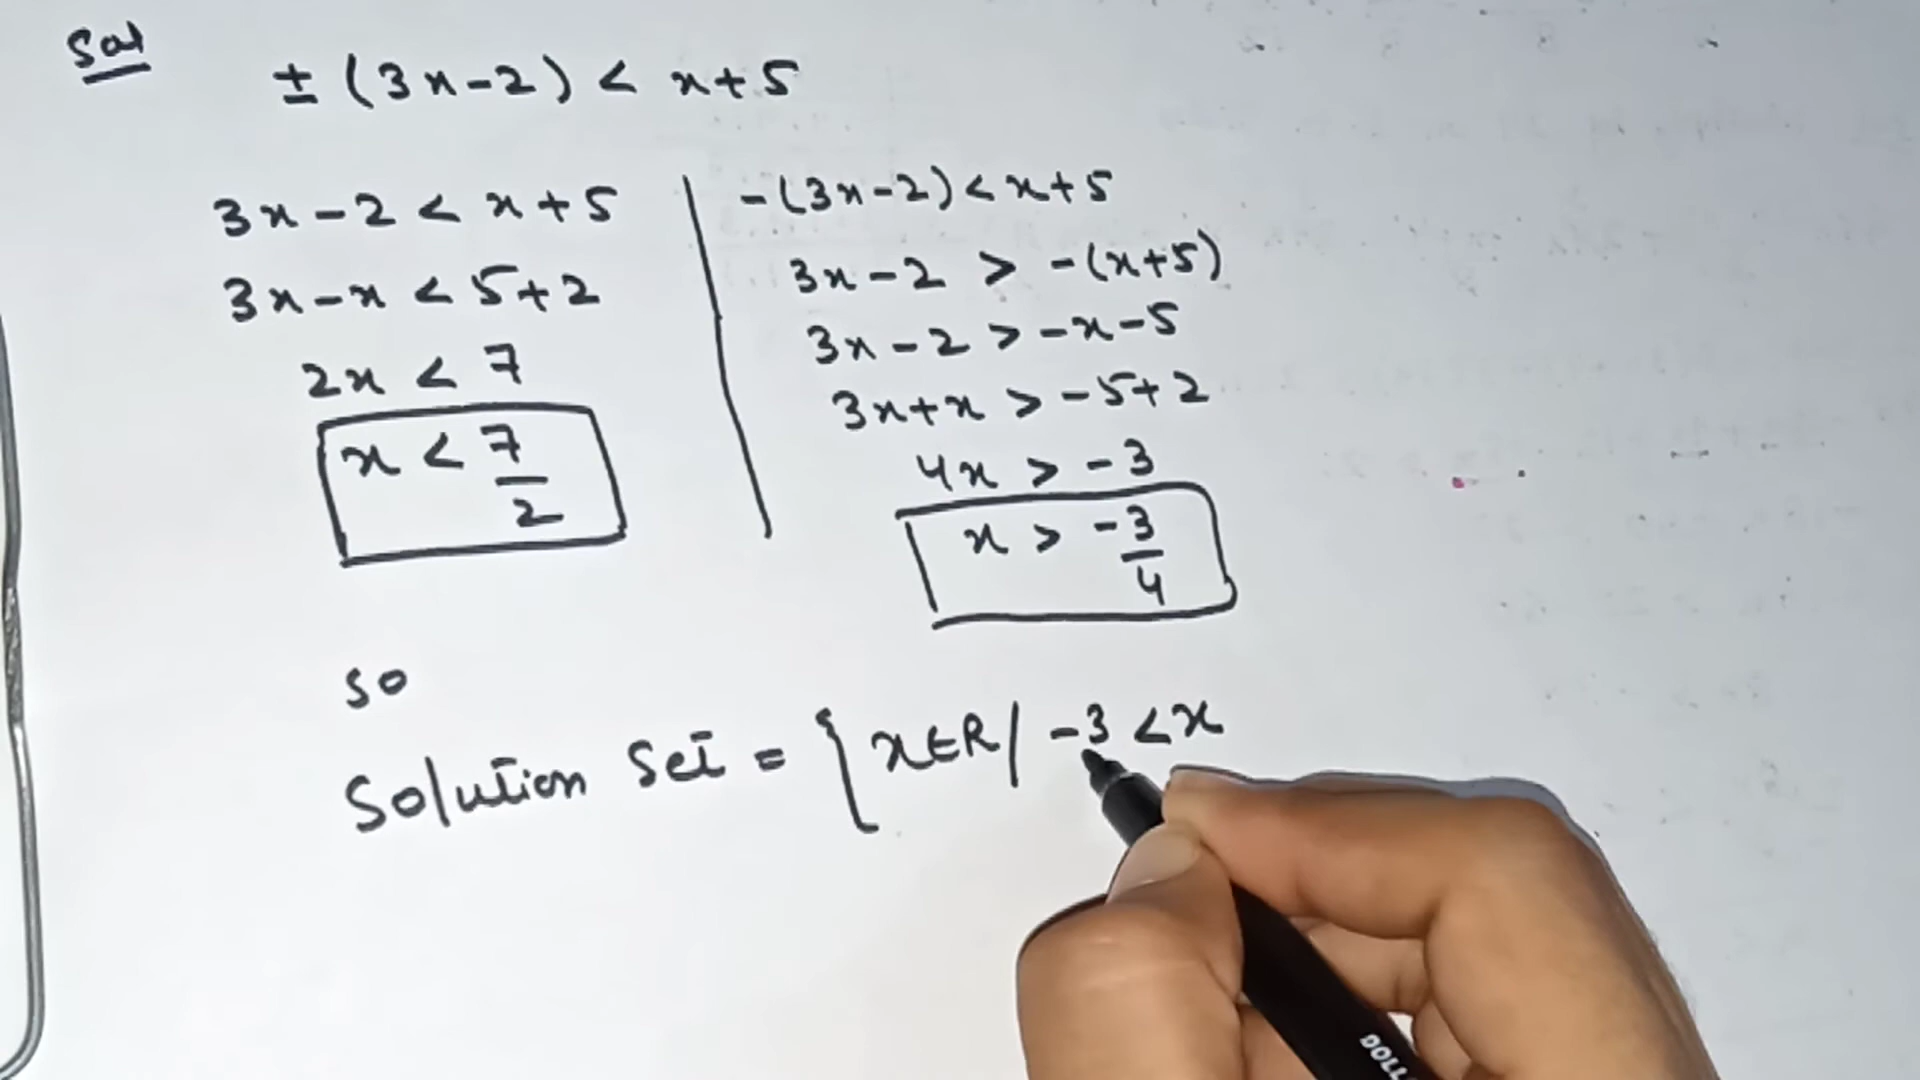 Sol
± (3x-2) < x+5
3x-2 < x+5
3x-x < 5+2
2x < 7
x < 7/2
-(3x-2) < x+5
3x-2 > -(x+5)
3x-2 > -x-5
3x+x > -5+2
4x > -3
x > -3/4
so
Solution Set = { x∈R / -3 < x
DOLL